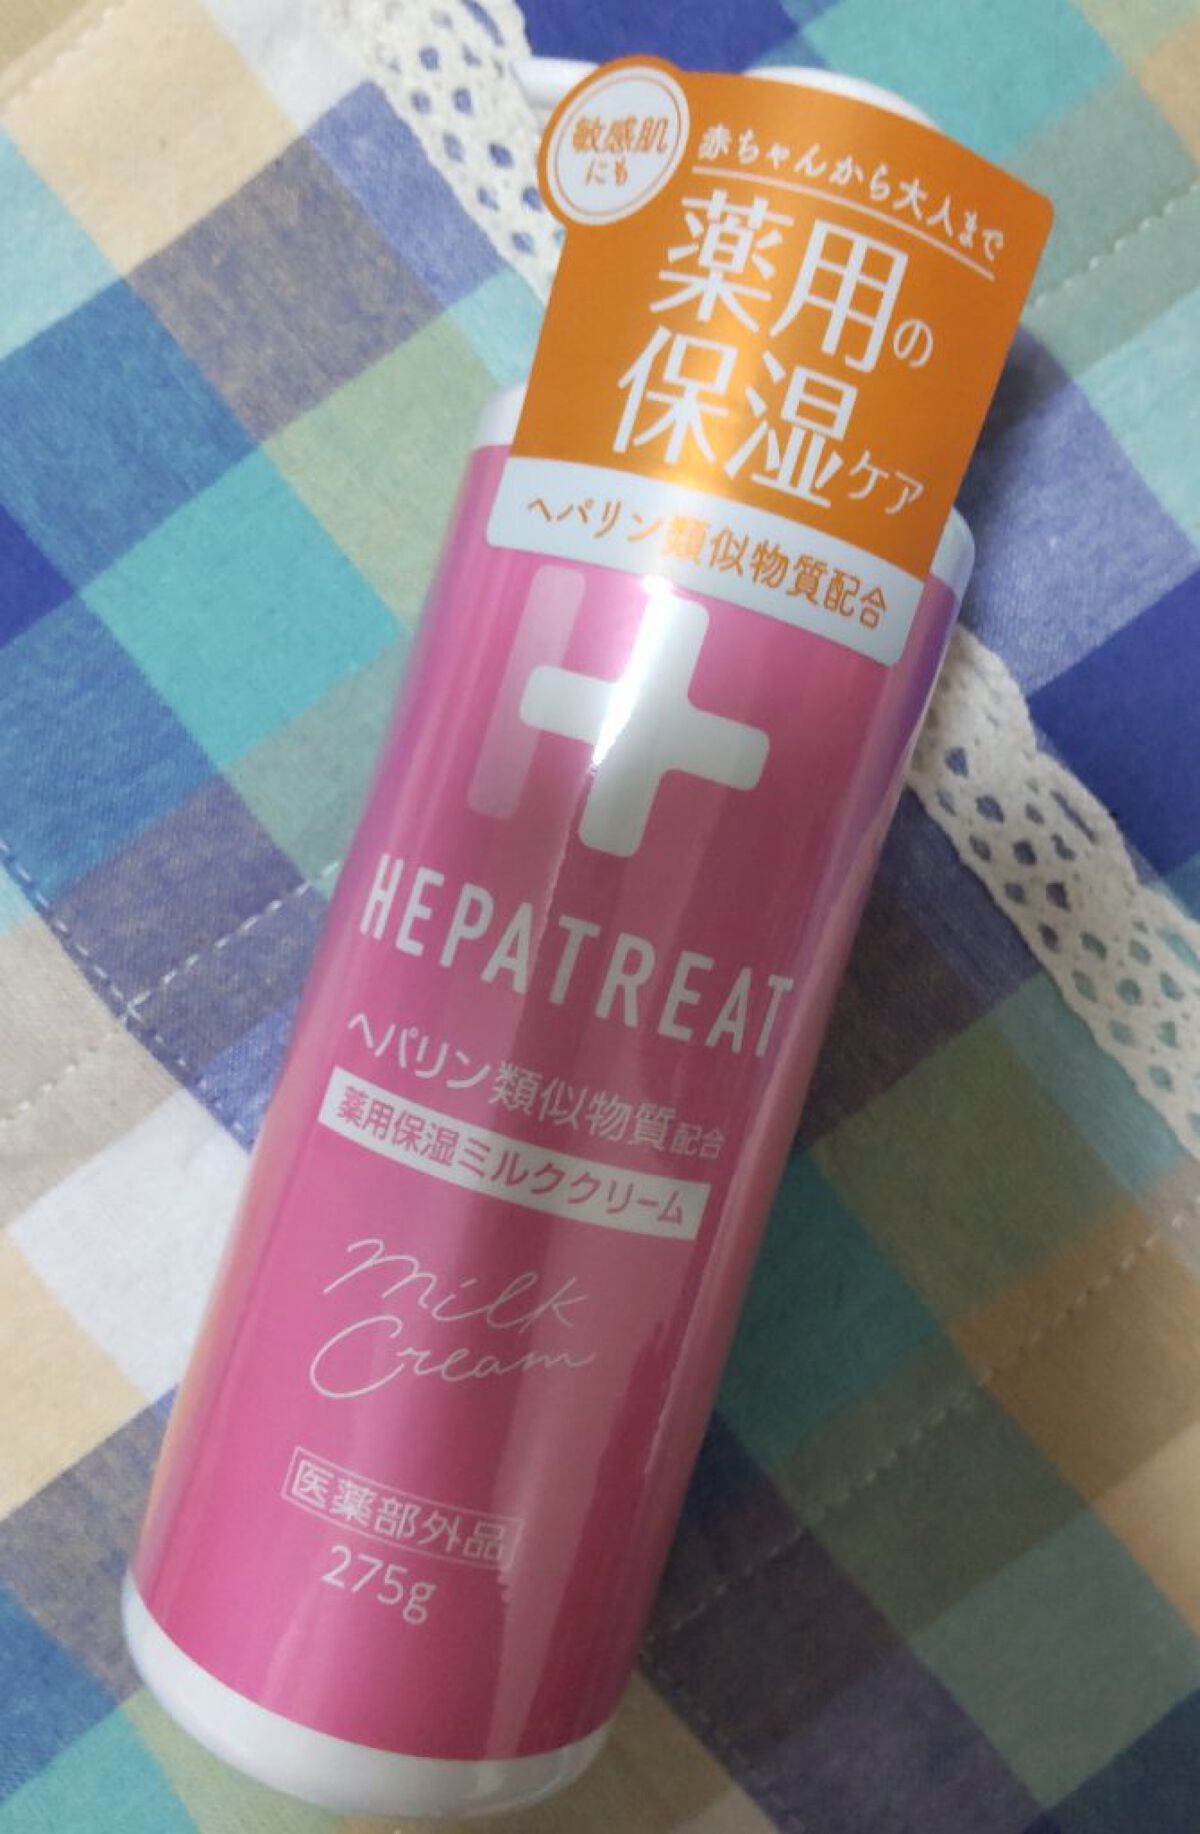 敏感肌
にも
赤ちゃんから大人まで
薬用の
保湿ケア
ヘパリン類似物質配合
HEPATREAT
ヘパリン類似物質配合
薬用保湿ミルククリーム
Milk
Cream
医薬部外品
275g